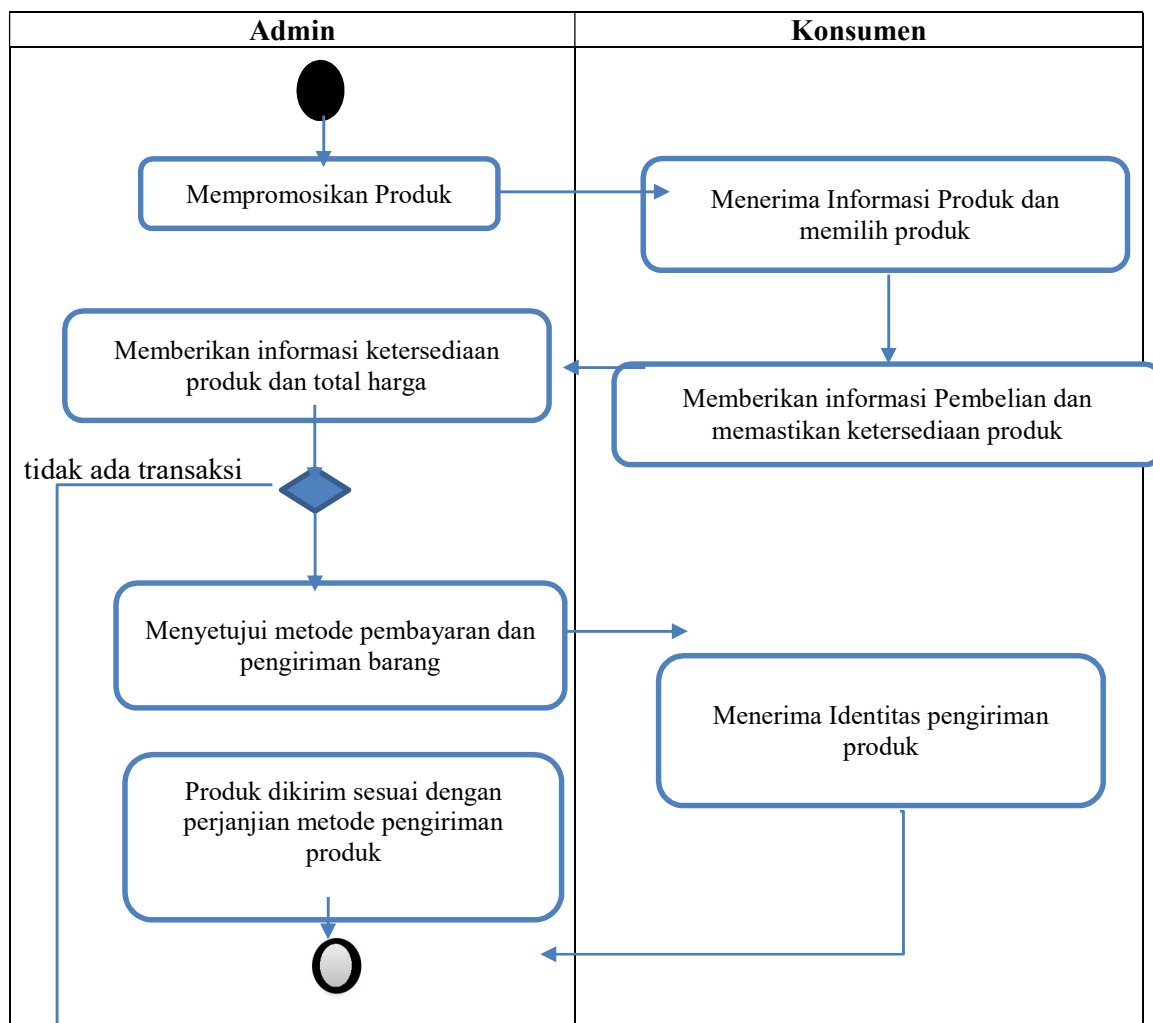 Admin
Konsumen
Mempromosikan Produk
Menerima Informasi Produk dan
memilih produk
Memberikan informasi ketersediaan
produk dan total harga
Memberikan informasi Pembelian dan
memastikan ketersediaan produk
tidak ada transaksi
Menyetujui metode pembayaran dan
pengiriman barang
Menerima Identitas pengiriman
produk
Produk dikirim sesuai dengan
perjanjian metode pengiriman
produk